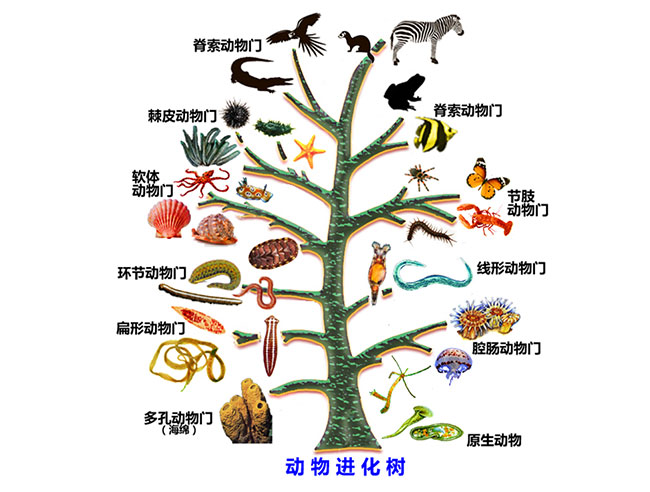 脊索动物门
棘皮动物门
脊索动物门
软体
动物门
节肢
动物门
环节动物门
线形动物门
扁形动物门
腔肠动物门
多孔动物门
（海绵）
原生动物
动物进化树